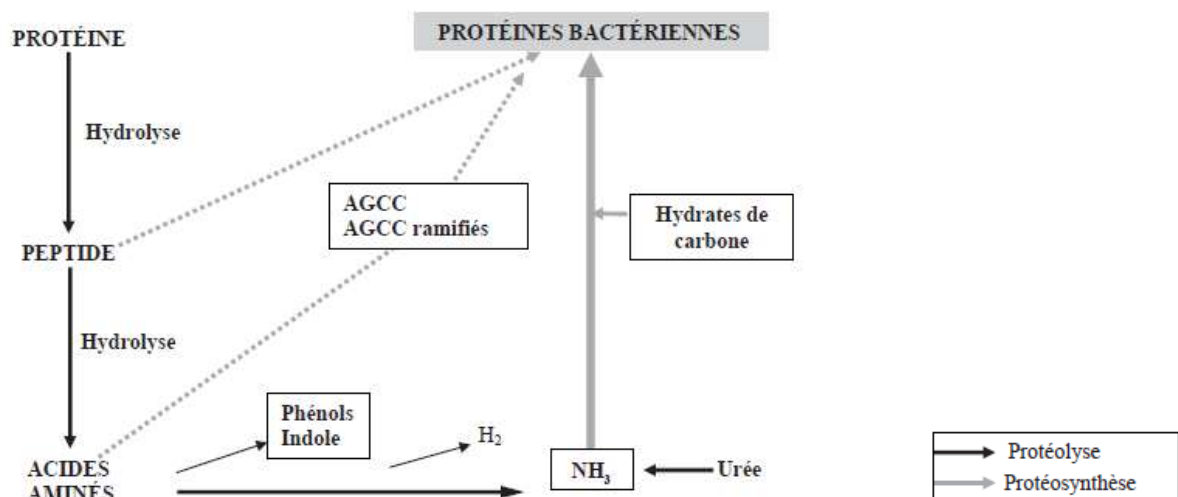 PROTÉINE
PROTÉINES BACTÉRIENNES
Hydrolyse
AGCC
AGCC ramifiés
Hydrates de
carbone
PEPTIDE
Hydrolyse
Phénols
Indole
H₂
ACIDES
AMINÉS
NH₃
Urée
Protéolyse
Protéosynthèse